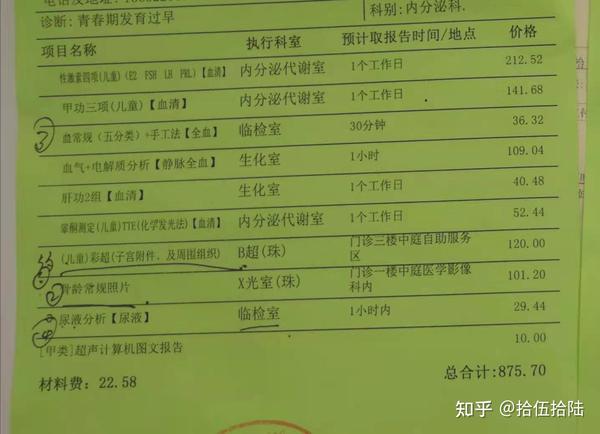 诊断:青春期发育过早 科别:内分泌科.
项目名称 执行科室 预计取报告时间/地点 价格
性激素四项(儿童)(E2 FSH LH PRL)【血清】 内分泌代谢室 1个工作日 212.52
甲功三项(儿童)【血清】 内分泌代谢室 1个工作日 141.68
③ 血常规(五分类)+手工法【全血】 临检室 30分钟 36.32
血气+电解质分析【静脉全血】 生化室 1小时 109.04
肝功2组【血清】 生化室 1个工作日 40.48
睾酮测定(儿童)TTE(化学发光法)【血清】 内分泌代谢室 1个工作日 52.44
(儿童)彩超(子宫附件、及周围组织) B超(珠) 门诊三楼中庭自助服务区 120.00
② 骨龄常规照片 X光室(珠) 门诊一楼中庭医学影像科内 101.20
④ 尿液分析【尿液】 临检室 1小时内 29.44
[甲类]超声计算机图文报告 10.00
材料费:22.58 总合计:875.70
知乎 @拾伍拾陆